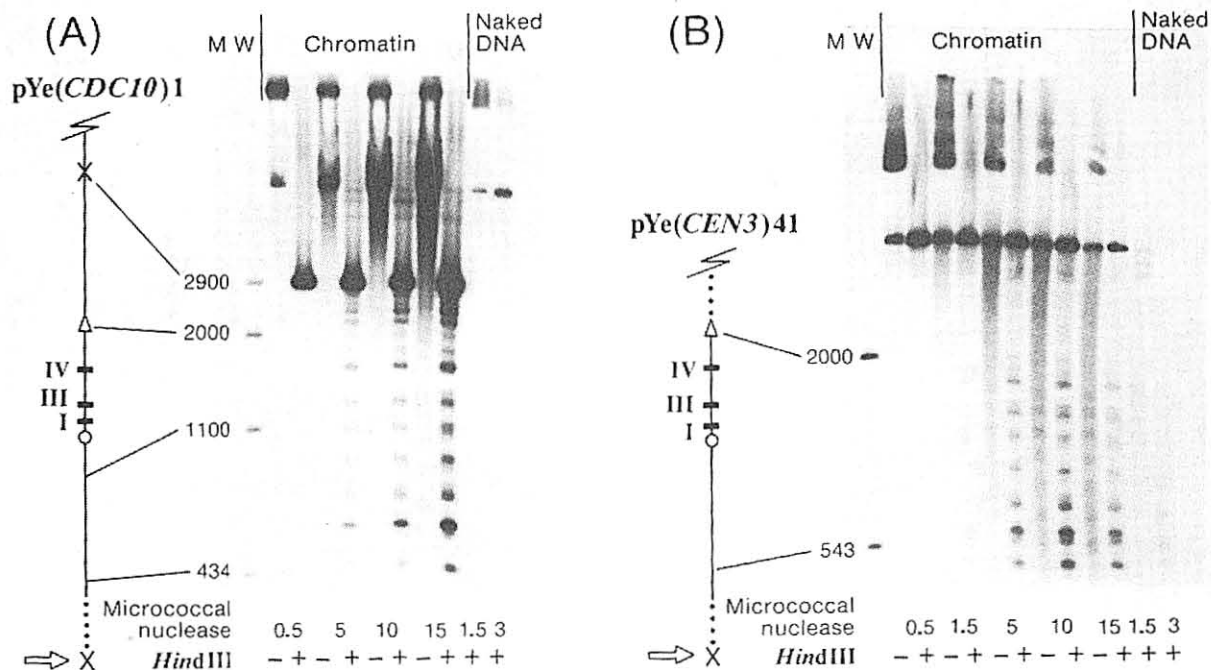 (A)
pYe(CDC10)1
M W
Chromatin
Naked
DNA
X
2900
2000
IV
III
I
1100
434
Micrococcal
nuclease
0.5 5 10 15 1.5 3
HindIII
− + − + − + − + + +
X
(B)
pYe(CEN3)41
M W
Chromatin
Naked
DNA
2000
IV
III
I
543
Micrococcal
nuclease
0.5 1.5 5 10 15 1.5 3
HindIII
− + − + − + − + − + + +
X